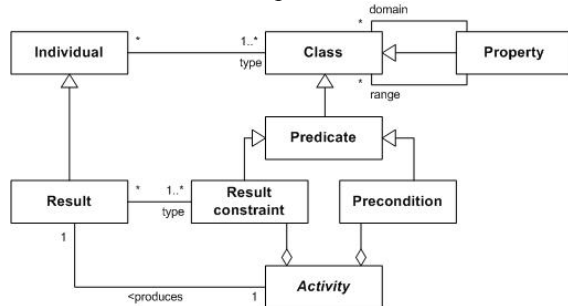 domain
Individual * 1..* Class * Property
type * range
Predicate
Result * 1..* Result constraint Precondition
type
1
Activity
<produces 1